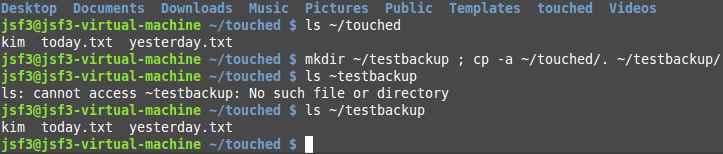 Desktop  Documents  Downloads  Music  Pictures  Public  Templates  touched  Videos
jsf3@jsf3-virtual-machine ~/touched $ ls ~/touched
kim  today.txt  yesterday.txt
jsf3@jsf3-virtual-machine ~/touched $ mkdir ~/testbackup ; cp -a ~/touched/. ~/testbackup/
jsf3@jsf3-virtual-machine ~/touched $ ls ~testbackup
ls: cannot access ~testbackup: No such file or directory
jsf3@jsf3-virtual-machine ~/touched $ ls ~/testbackup
kim  today.txt  yesterday.txt
jsf3@jsf3-virtual-machine ~/touched $